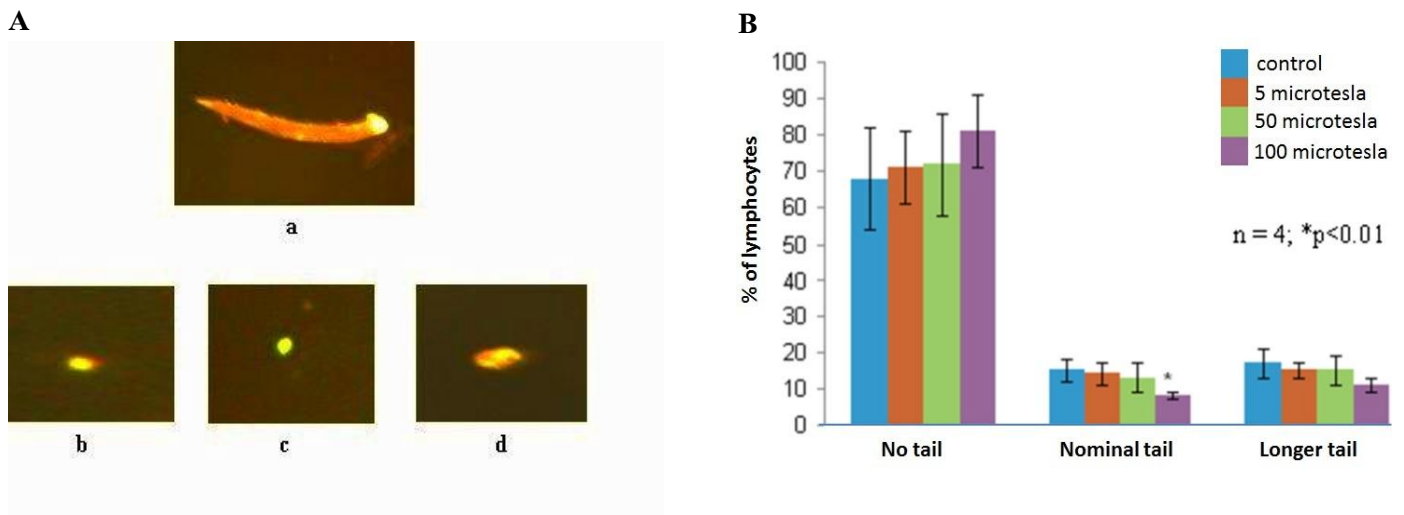 A
a
b
c
d
B
% of lymphocytes
100
90
80
70
60
50
40
30
20
10
0
control
5 microtesla
50 microtesla
100 microtesla
n = 4; *p<0.01
*
No tail
Nominal tail
Longer tail